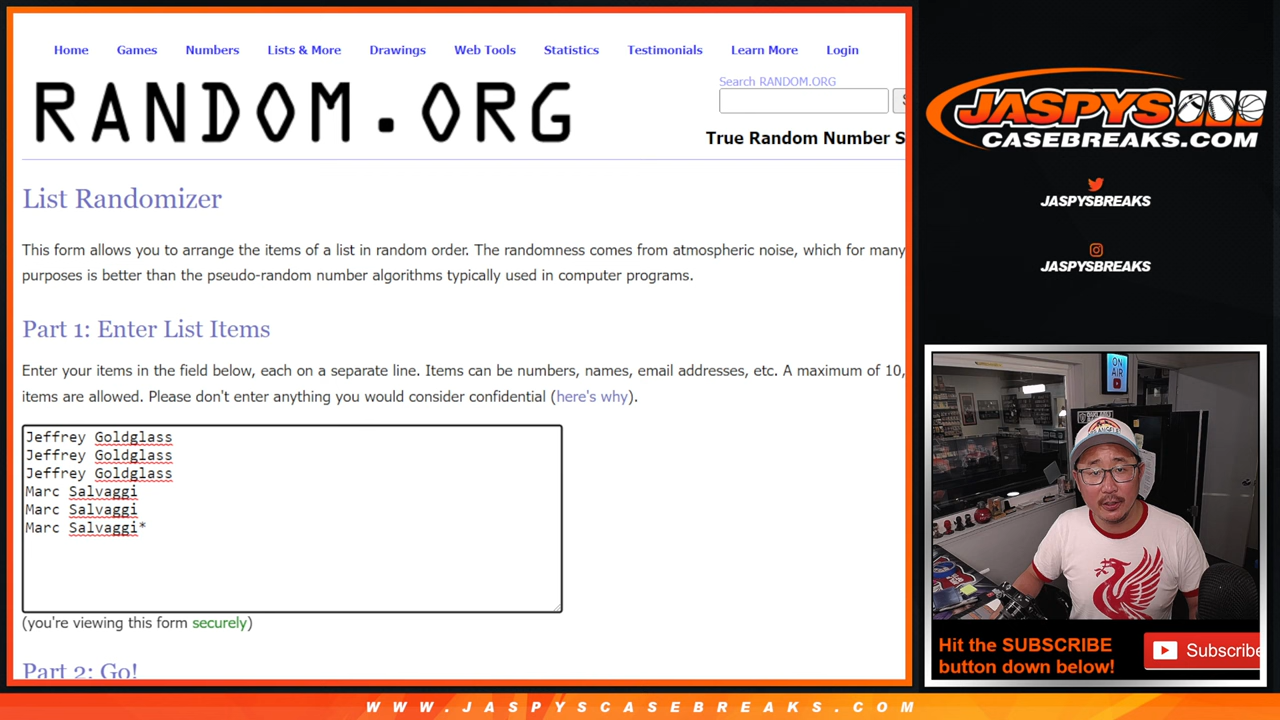 Home Games Numbers Lists & More Drawings Web Tools Statistics Testimonials Learn More Login
RANDOM.ORG
Search RANDOM.ORG
True Random Number S
List Randomizer
This form allows you to arrange the items of a list in random order. The randomness comes from atmospheric noise, which for many
purposes is better than the pseudo-random number algorithms typically used in computer programs.
Part 1: Enter List Items
Enter your items in the field below, each on a separate line. Items can be numbers, names, email addresses, etc. A maximum of 10,
items are allowed. Please don't enter anything you would consider confidential (here's why).
Jeffrey Goldglass
Jeffrey Goldglass
Jeffrey Goldglass
Marc Salvaggi
Marc Salvaggi
Marc Salvaggi*
(you're viewing this form securely)
Part 2: Go!
JASPYS
CASEBREAKS.COM
JASPYSBREAKS
JASPYSBREAKS
ON
AIR
Hit the SUBSCRIBE
button down below!
Subscribe
WWW.JASPYSCASEBREAKS.COM